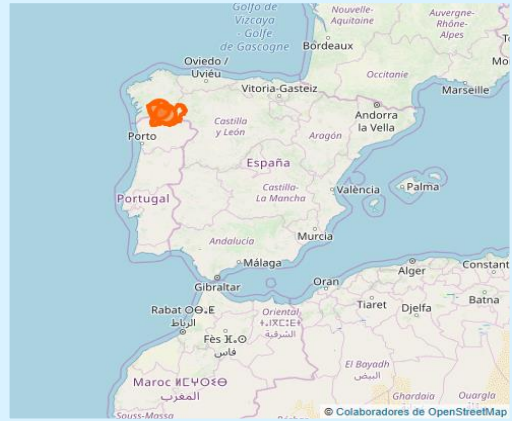 Golfo de
Vizcaya
- Golfe
de Gascogne
Nouvelle-
Aquitaine
Auvergne-
Rhône-
Alpes
Bordeaux
Oviedo /
Uviéu
Occitanie
Vitoria-Gasteiz
Marseille
Andorra
la Vella
Castilla
y León
Aragón
Porto
España
Castilla-
La Mancha
València
Palma
Portugal
Murcia
Andalucía
Málaga
Gibraltar
Oran
Alger
Constant
Tiaret
Djelfa
Batna
Rabat ⵔⴱⴰⵟ
الرباط
Oriental
الشرقية
Fès ⴼⴰⵙ
فاس
El Bayadh
البيض
Maroc ⵍⵎⵖⵔⵉⴱ
المغرب
Ghardaia
Ouargla
Souss-Massa
© Colaboradores de OpenStreetMap